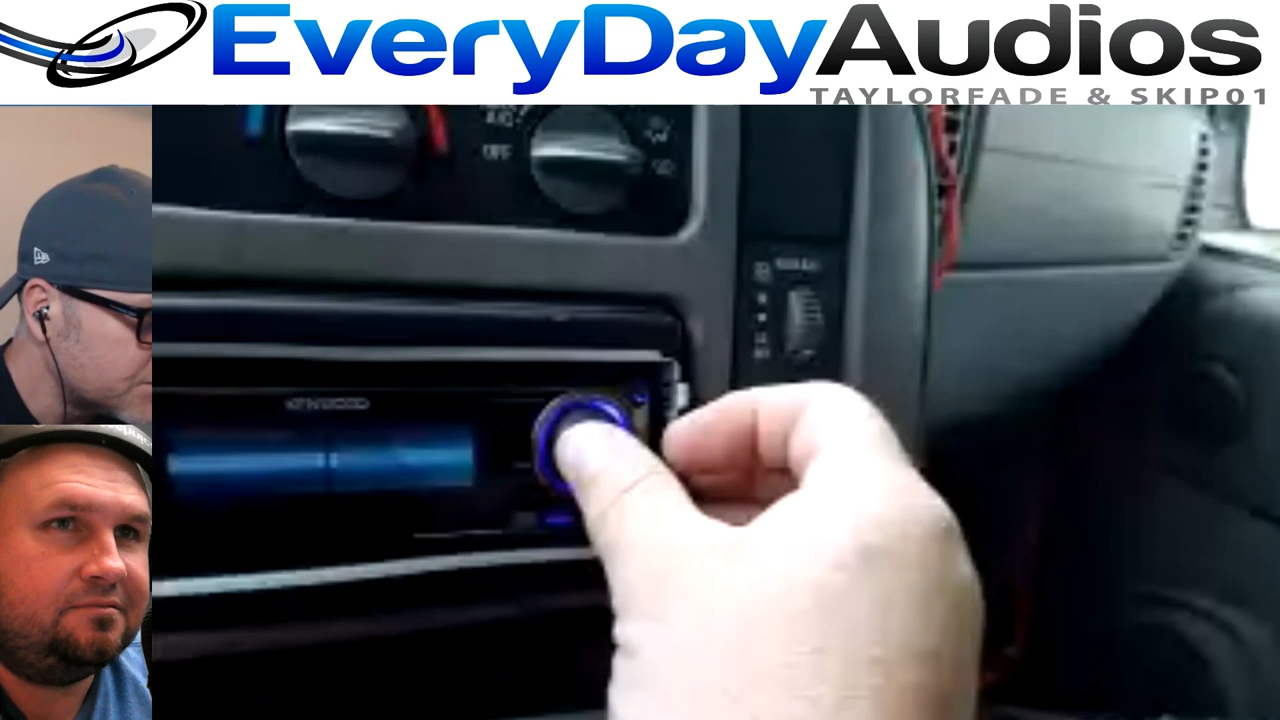 EveryDayAudios
TAYLORFADE & SKIP01
A/C
OFF
KENWOOD